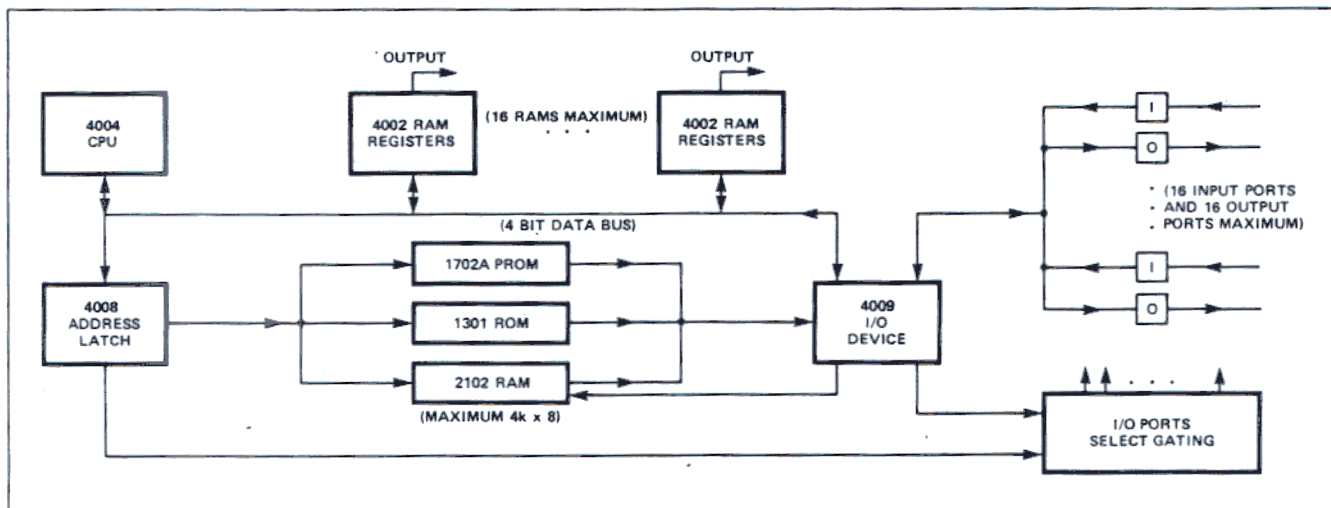 OUTPUT
OUTPUT
4004
CPU
4002 RAM
REGISTERS
(16 RAMS MAXIMUM)
. . .
4002 RAM
REGISTERS
I
O
. (16 INPUT PORTS
. AND 16 OUTPUT
. PORTS MAXIMUM)
I
O
(4 BIT DATA BUS)
1702A PROM
4008
ADDRESS
LATCH
1301 ROM
4009
I/O
DEVICE
2102 RAM
(MAXIMUM 4k x 8)
. . .
I/O PORTS
SELECT GATING